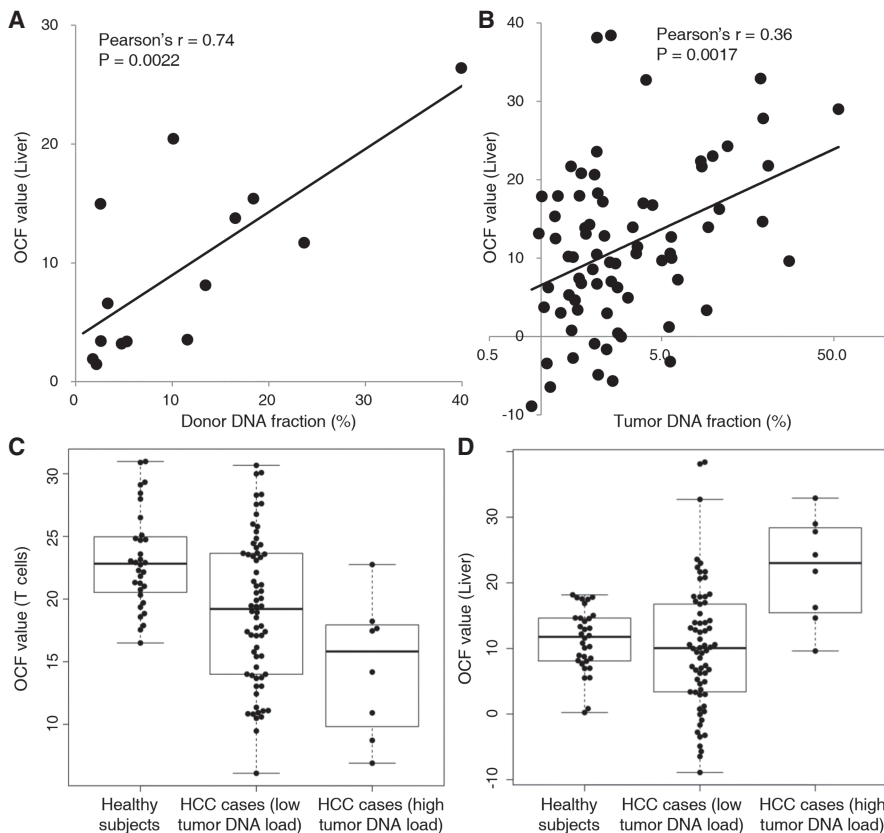 A
Pearson's r = 0.74
P = 0.0022
OCF value (Liver)
30
20
10
0
0
10
20
30
40
Donor DNA fraction (%)
B
Pearson's r = 0.36
P = 0.0017
OCF value (Liver)
40
30
20
10
0
-10
0.5
5.0
50.0
Tumor DNA fraction (%)
C
OCF value (T cells)
30
25
20
15
10
Healthy
subjects
HCC cases (low
tumor DNA load)
HCC cases (high
tumor DNA load)
D
OCF value (Liver)
30
20
10
0
-10
Healthy
subjects
HCC cases (low
tumor DNA load)
HCC cases (high
tumor DNA load)